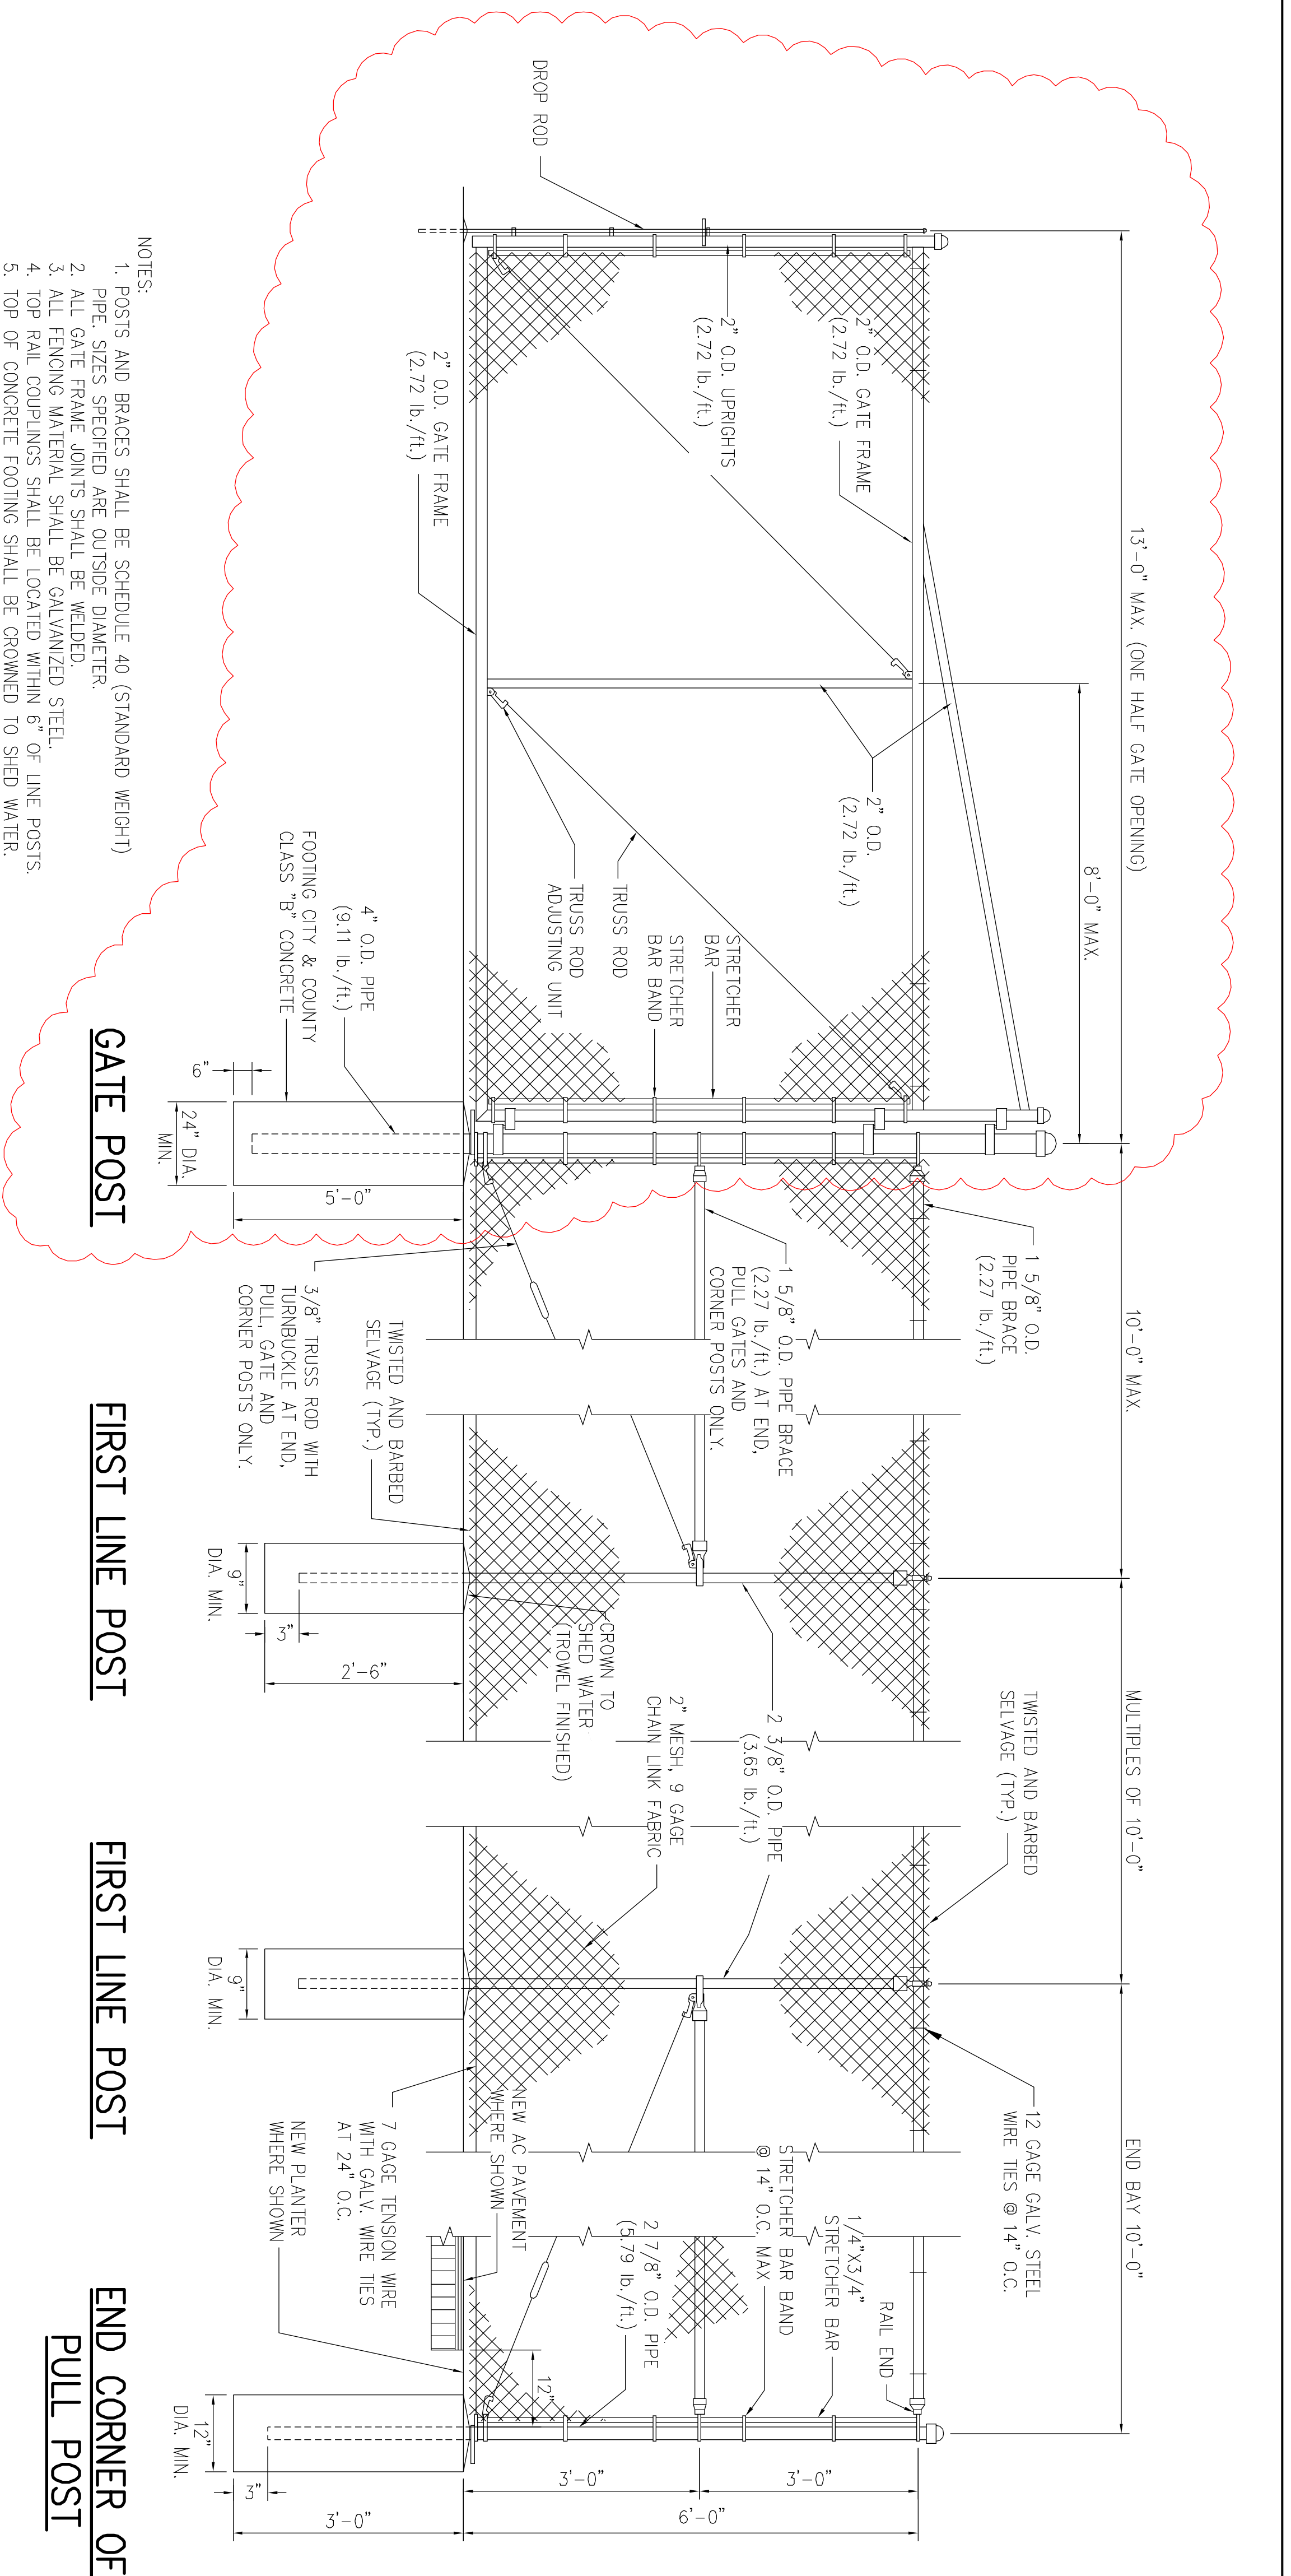 13'-0" MAX. (ONE HALF GATE OPENING)
10'-0" MAX.
MULTIPLES OF 10'-0"
END BAY 10'-0"
8'-0" MAX.
DROP ROD
2" O.D. GATE FRAME
(2.72 lb./ft.)
2" O.D. UPRIGHTS
(2.72 lb./ft.)
2" O.D. GATE FRAME
(2.72 lb./ft.)
2" O.D.
(2.72 lb./ft.)
STRETCHER
BAR
STRETCHER
BAR BAND
TRUSS ROD
TRUSS ROD
ADJUSTING UNIT
4" O.D. PIPE
(9.11 lb./ft.)
FOOTING CITY & COUNTY
CLASS "B" CONCRETE
6"
24" DIA.
MIN.
5'-0"
1 5/8" O.D.
PIPE BRACE
(2.27 lb./ft.)
1 5/8" O.D. PIPE BRACE
(2.27 lb./ft.) AT END,
PULL GATES AND
CORNER POSTS ONLY.
TWISTED AND BARBED
SELVAGE (TYP.)
3/8" TRUSS ROD WITH
TURNBUCKLE AT END,
PULL, GATE AND
CORNER POSTS ONLY.
9"
DIA. MIN.
3"
2'-6"
CROWN TO
SHED WATER
(TROWEL FINISHED)
TWISTED AND BARBED
SELVAGE (TYP.)
2 3/8" O.D. PIPE
(3.65 lb./ft.)
2" MESH, 9 GAGE
CHAIN LINK FABRIC
9"
DIA. MIN.
12 GAGE GALV. STEEL
WIRE TIES @ 14" O.C.
RAIL END
1/4"X3/4"
STRETCHER BAR
STRETCHER BAR BAND
@ 14" O.C. MAX
2 7/8" O.D. PIPE
(5.79 lb./ft.)
12"
NEW AC PAVEMENT
WHERE SHOWN
7 GAGE TENSION WIRE
WITH GALV. WIRE TIES
AT 24" O.C.
NEW PLANTER
WHERE SHOWN
12"
DIA. MIN.
3"
3'-0"
3'-0"
3'-0"
6'-0"
GATE POST
FIRST LINE POST
FIRST LINE POST
END CORNER OF
PULL POST
NOTES:
1. POSTS AND BRACES SHALL BE SCHEDULE 40 (STANDARD WEIGHT)
PIPE. SIZES SPECIFIED ARE OUTSIDE DIAMETER.
2. ALL GATE FRAME JOINTS SHALL BE WELDED.
3. ALL FENCING MATERIAL SHALL BE GALVANIZED STEEL.
4. TOP RAIL COUPLINGS SHALL BE LOCATED WITHIN 6" OF LINE POSTS.
5. TOP OF CONCRETE FOOTING SHALL BE CROWNED TO SHED WATER.